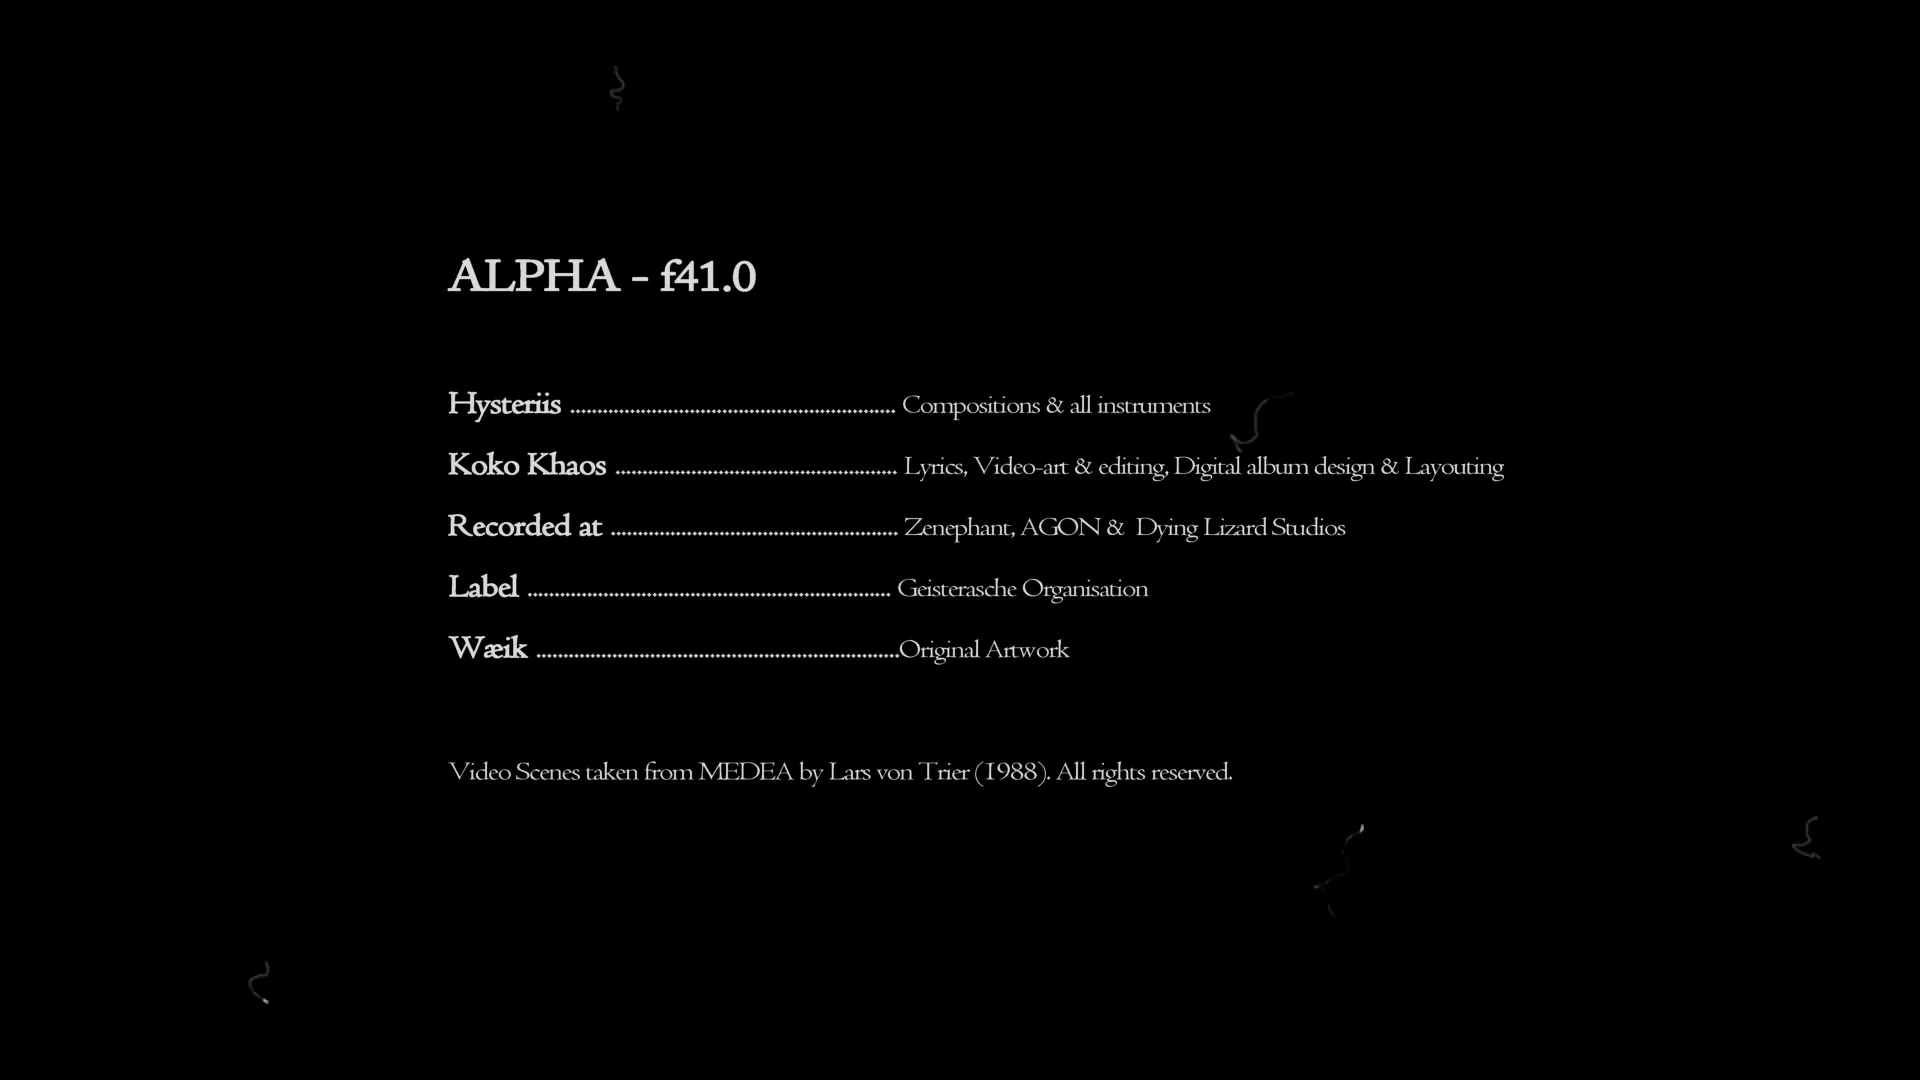 ALPHA - f41.0
Hysteriis ............................................................ Compositions & all instruments
Koko Khaos .................................................... Lyrics, Video-art & editing, Digital album design & Layouting
Recorded at ..................................................... Zenephant, AGON & Dying Lizard Studios
Label ................................................................... Geisterasche Organisation
Wæik ...................................................................Original Artwork
Video Scenes taken from MEDEA by Lars von Trier (1988). All rights reserved.